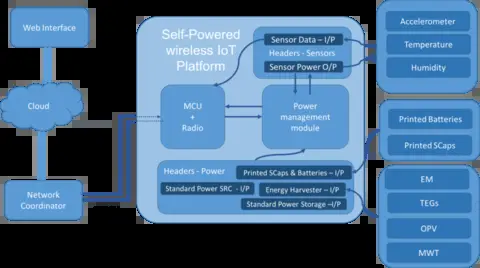 Web Interface
Cloud
Network
Coordinator
Self-Powered
wireless IoT
Platform
Sensor Data – I/P
Headers - Sensors
Sensor Power O/P
MCU
+
Radio
Power
management
module
Headers - Power
Printed SCaps & Batteries – I/P
Standard Power SRC - I/P
Energy Harvester – I/P
Standard Power Storage –I/P
Accelerometer
Temperature
Humidity
Printed Batteries
Printed SCaps
EM
TEGs
OPV
MWT